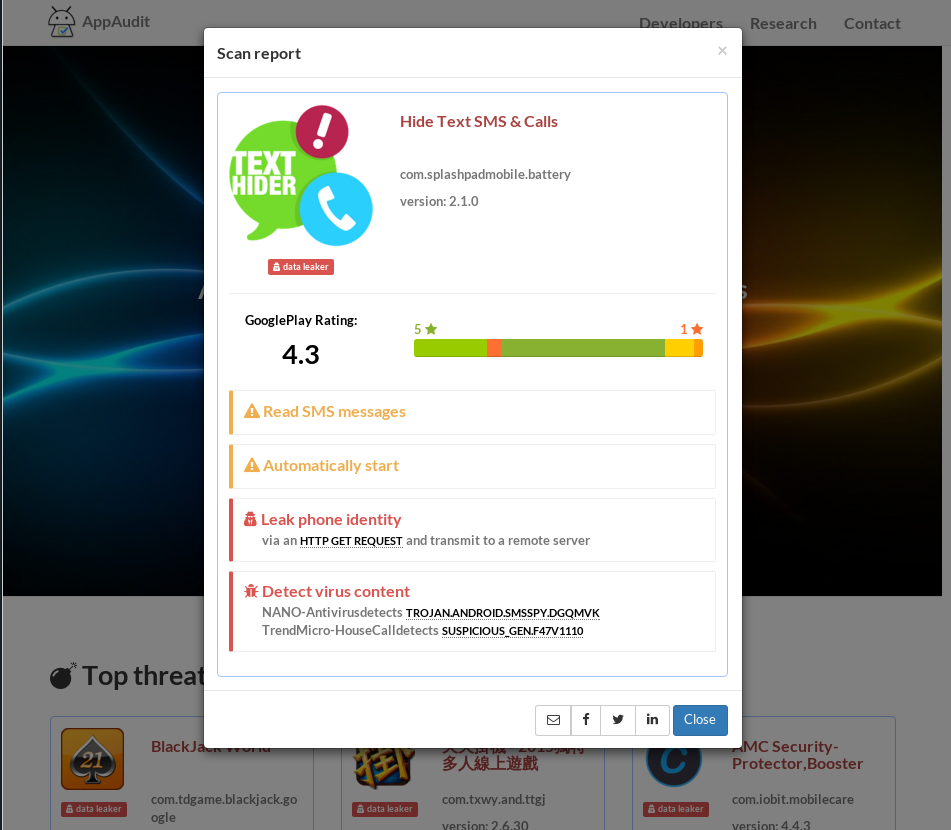 AppAudit
Developers Research Contact
Scan report
×
TEXT
HIDER
Hide Text SMS & Calls
com.splashpadmobile.battery
version: 2.1.0
data leaker
GooglePlay Rating:
4.3
5 1
Read SMS messages
Automatically start
Leak phone identity
via an HTTP GET REQUEST and transmit to a remote server
Detect virus content
NANO-Antivirusdetects TROJAN.ANDROID.SMSSPY.DGQMVK
TrendMicro-HouseCalldetects SUSPICIOUS_GEN.F47V1110
Close
Top threat
21
BlackJack World
data leaker
com.tdgame.blackjack.go
ogle
掛
多人線上遊戲
data leaker
com.txwy.and.ttgj
version: 2.6.30
AMC Security-
Protector,Booster
data leaker
com.iobit.mobilecare
version: 4.4.3